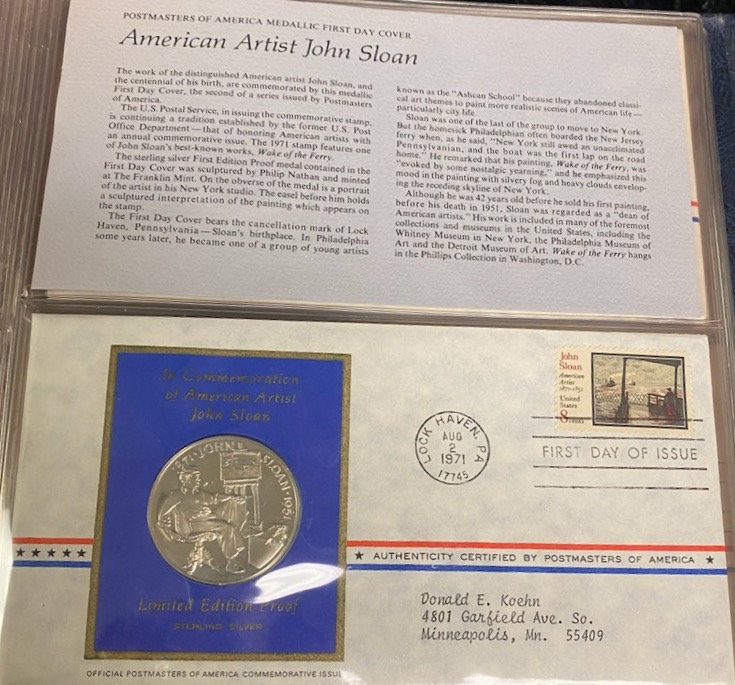 POSTMASTERS OF AMERICA MEDALLIC FIRST DAY COVER
American Artist John Sloan
The work of the distinguished American artist John Sloan, and
the centennial of his birth, are commemorated by this medallic
First Day Cover, the second of a series issued by Postmasters
of America.
The U.S. Postal Service, in issuing the commemorative stamp,
is continuing a tradition established by the former U.S. Post
Office Department—that of honoring American artists with
an annual commemorative issue. The 1971 stamp features one
of John Sloan's best-known works, Wake of the Ferry.
The sterling silver First Edition Proof medal contained in the
First Day Cover was sculptured by Philip Nathan and minted
at The Franklin Mint. On the obverse of the medal is a portrait
of the artist in his New York studio. The easel before him holds
a sculptured interpretation of the painting which appears on
the stamp.
The First Day Cover bears the cancellation mark of Lock
Haven, Pennsylvania—Sloan's birthplace. In Philadelphia
some years later, he became one of a group of young artists
known as the "Ashcan School" because they abandoned classi-
cal art themes to paint more realistic scenes of American life—
particularly city life.
Sloan was one of the last of the group to move to New York.
But the homesick Philadelphian often boarded the New Jersey
ferry when, as he said, "New York still awed an unacclimated
Pennsylvanian, and the boat was the first lap on the road
home." He remarked that his painting, Wake of the Ferry, was
"evoked by some nostalgic yearning," and he emphasized this
mood in the painting with silvery fog and heavy clouds envelop-
ing the receding skyline of New York.
Although he was 42 years old before he sold his first painting,
before his death in 1951, Sloan was regarded as a "dean of
American artists." His work is included in many of the foremost
collections and museums in the United States, including the
Whitney Museum in New York, the Philadelphia Museum of
Art and the Detroit Museum of Art. Wake of the Ferry hangs
in the Phillips Collection in Washington, D.C.
In Commemoration
of American Artist
John Sloan
1871·JOHN SLOAN·1951
Limited Edition Proof
STERLING SILVER
OFFICIAL POSTMASTERS OF AMERICA COMMEMORATIVE ISSUE
John
Sloan
American
Artist
1871-1951
United
States
8 cents
LOCK HAVEN, PA
AUG
2
1971
17745
FIRST DAY OF ISSUE
★ AUTHENTICITY CERTIFIED BY POSTMASTERS OF AMERICA ★
Donald E. Koehn
4801 Garfield Ave. So.
Minneapolis, Mn. 55409